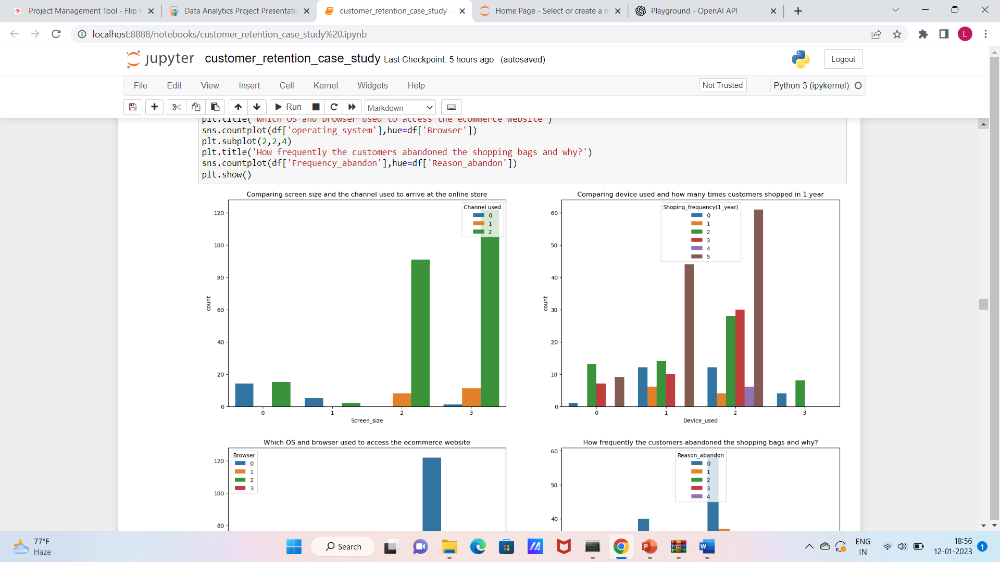 Project Management Tool - Flip R
Data Analytics Project Presentatic
customer_retention_case_study -
Home Page - Select or create a n
Playground - OpenAI API
localhost:8888/notebooks/customer_retention_case_study%20.ipynb
L
jupyter customer_retention_case_study Last Checkpoint: 5 hours ago (autosaved)
Logout
File Edit View Insert Cell Kernel Widgets Help
Not Trusted
Python 3 (ipykernel)
Run
Markdown
plt.title('Which OS and browser used to access the ecommerce website')
sns.countplot(df['operating_system'],hue=df['Browser'])
plt.subplot(2,2,4)
plt.title('How frequently the customers abandoned the shopping bags and why?')
sns.countplot(df['Frequency_abandon'],hue=df['Reason_abandon'])
plt.show()
Comparing screen size and the channel used to arrive at the online store
Channel used
0
1
2
120
100
80
60
40
20
0
count
0 1 2 3
Screen_size
Comparing device used and how many times customers shopped in 1 year
Shoping_frequency(1_year)
0
1
2
3
4
5
60
50
40
30
20
10
0
count
0 1 2 3
Device_used
Which OS and browser used to access the ecommerce website
Browser
0
1
2
3
120
100
80
How frequently the customers abandoned the shopping bags and why?
Reason_abandon
0
1
2
3
4
60
50
40
77°F
Haze
Search
ENG
IN
18:56
12-01-2023
1